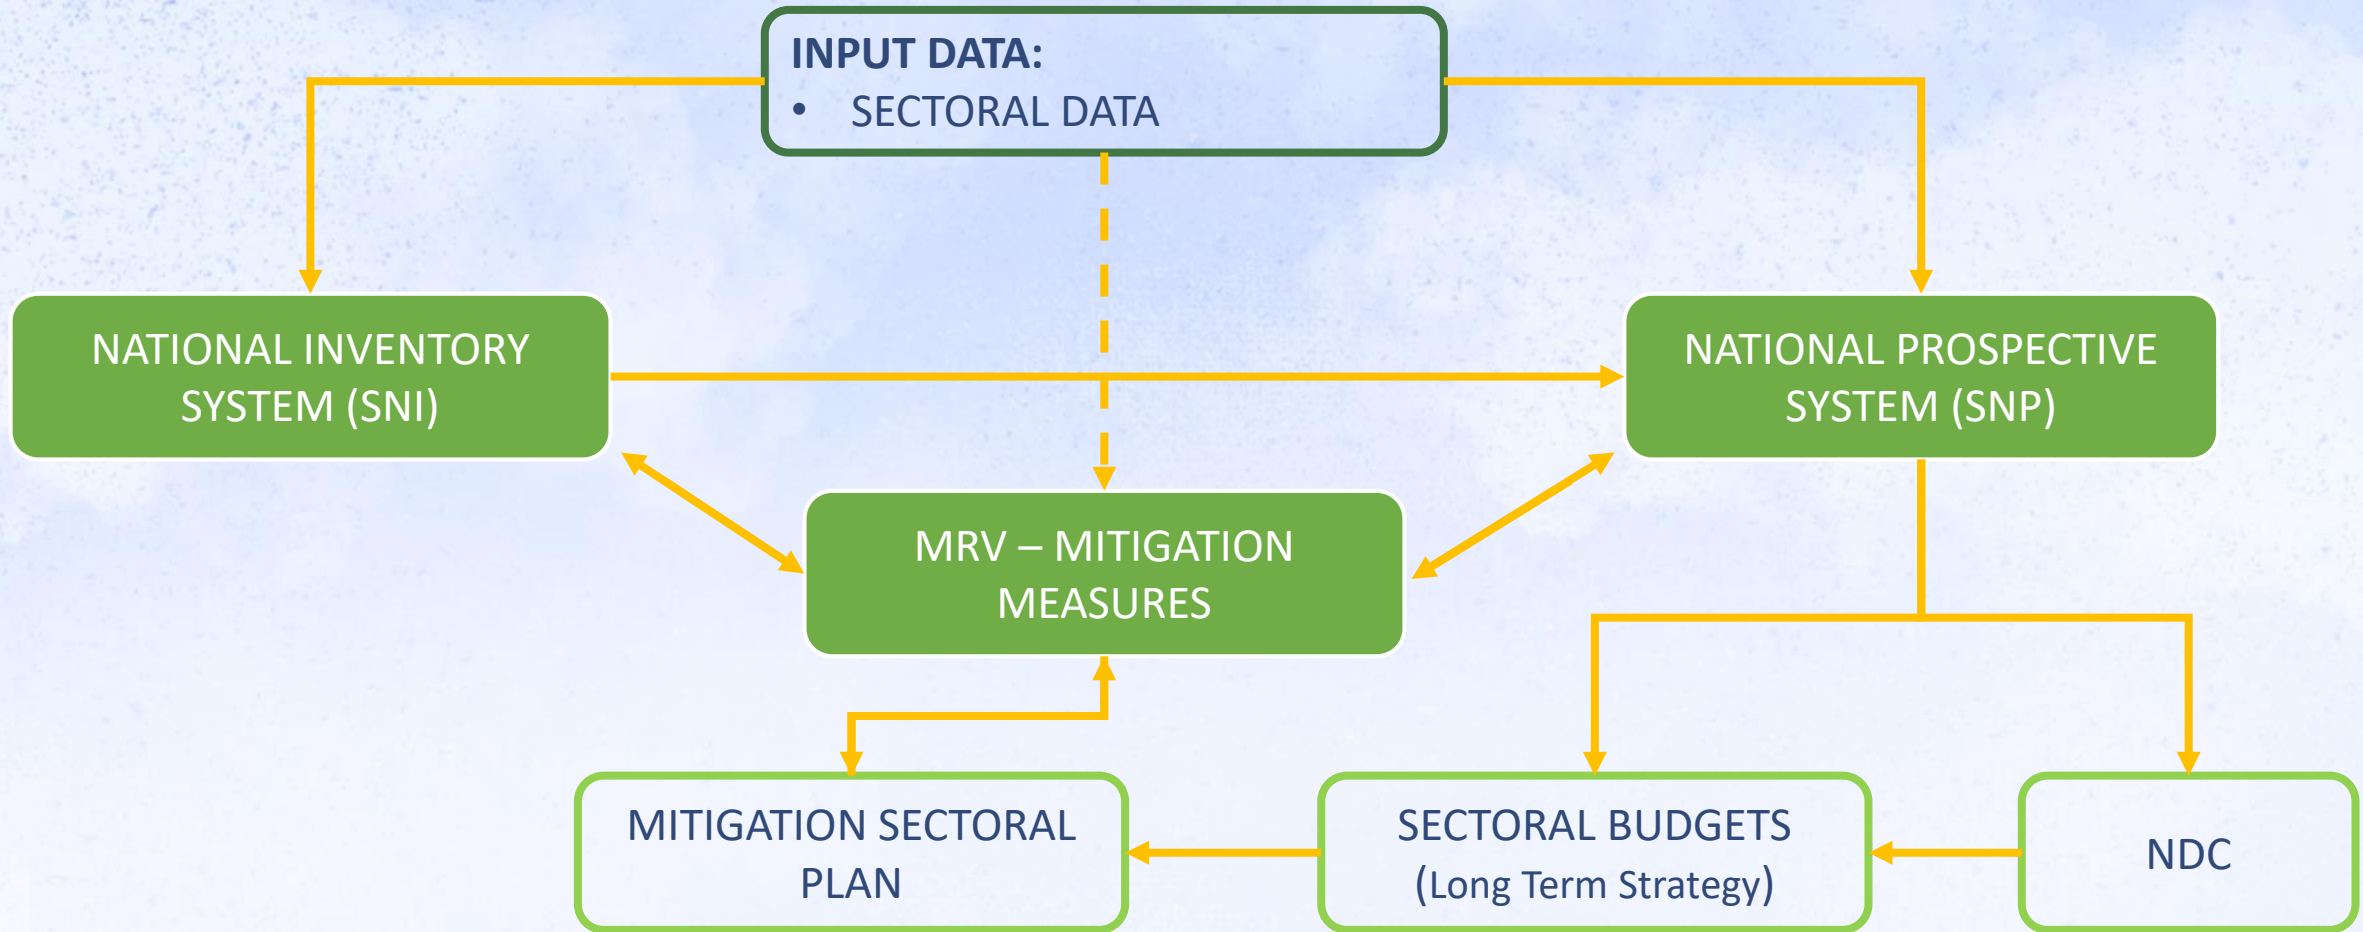 INPUT DATA:
• SECTORAL DATA
NATIONAL INVENTORY
SYSTEM (SNI)
NATIONAL PROSPECTIVE
SYSTEM (SNP)
MRV – MITIGATION
MEASURES
MITIGATION SECTORAL
PLAN
SECTORAL BUDGETS
(Long Term Strategy)
NDC